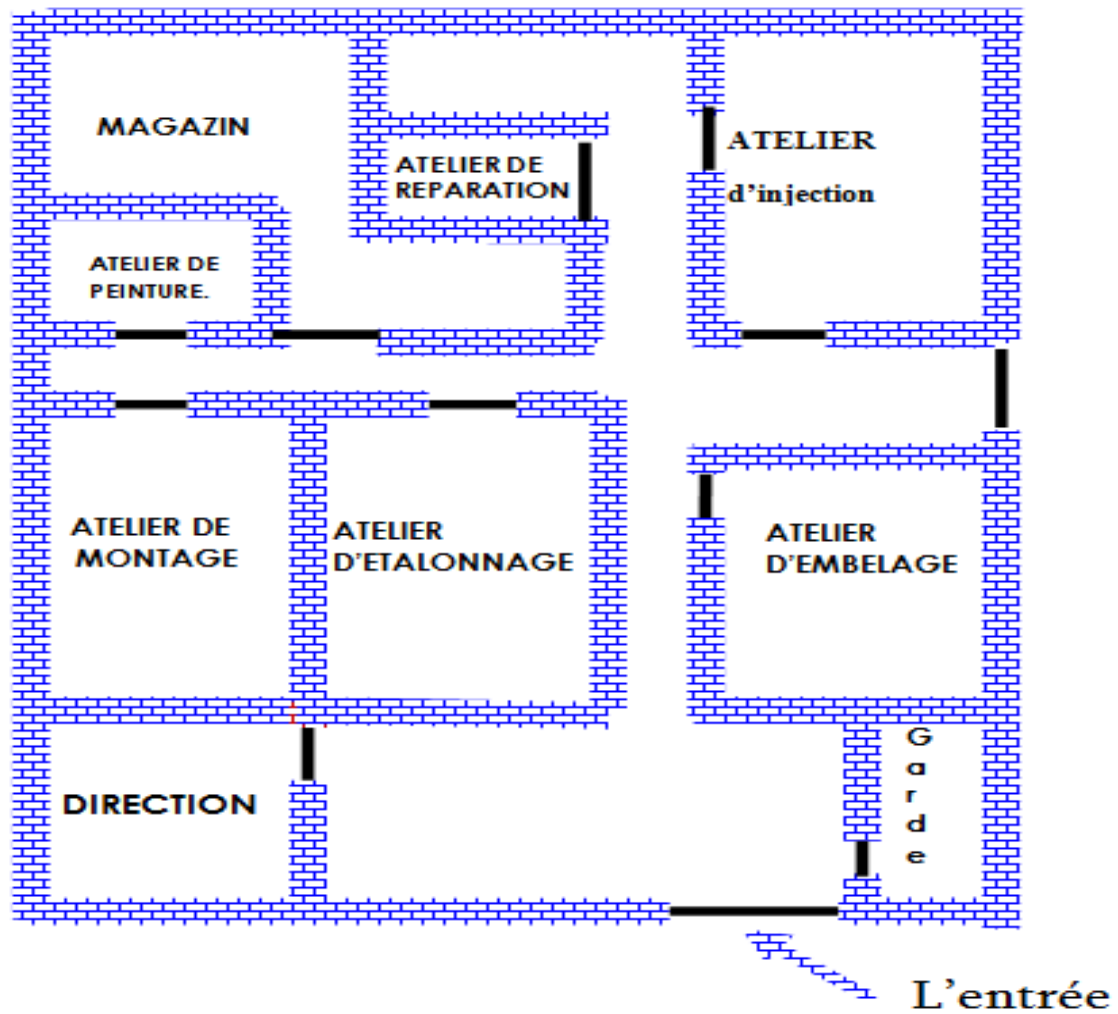 MAGAZIN
ATELIER DE
REPARATION
ATELIER
d'injection
ATELIER DE
PEINTURE.
ATELIER DE
MONTAGE
ATELIER
D'ETALONNAGE
ATELIER
D'EMBELAGE
DIRECTION
G
a
r
d
e
L'entrée